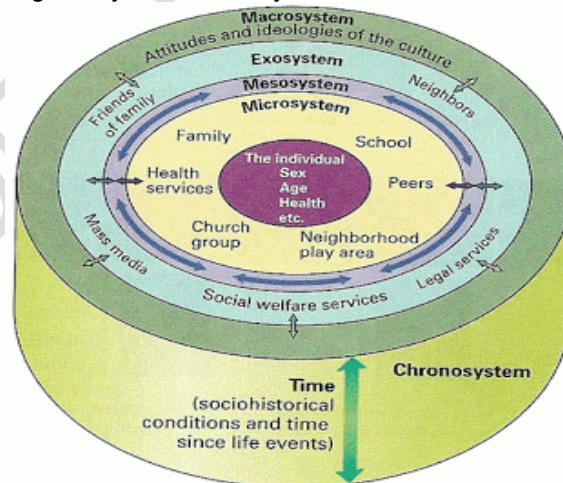 Macrosystem
Attitudes and ideologies of the culture
Exosystem
Mesosystem
Microsystem
Friends
of family
Neighbors
Family
School
The individual
Sex
Age
Health
etc.
Health
services
Peers
Church
group
Neighborhood
play area
Mass media
Social welfare services
Legal services
Chronosystem
Time
(sociohistorical
conditions and time
since life events)